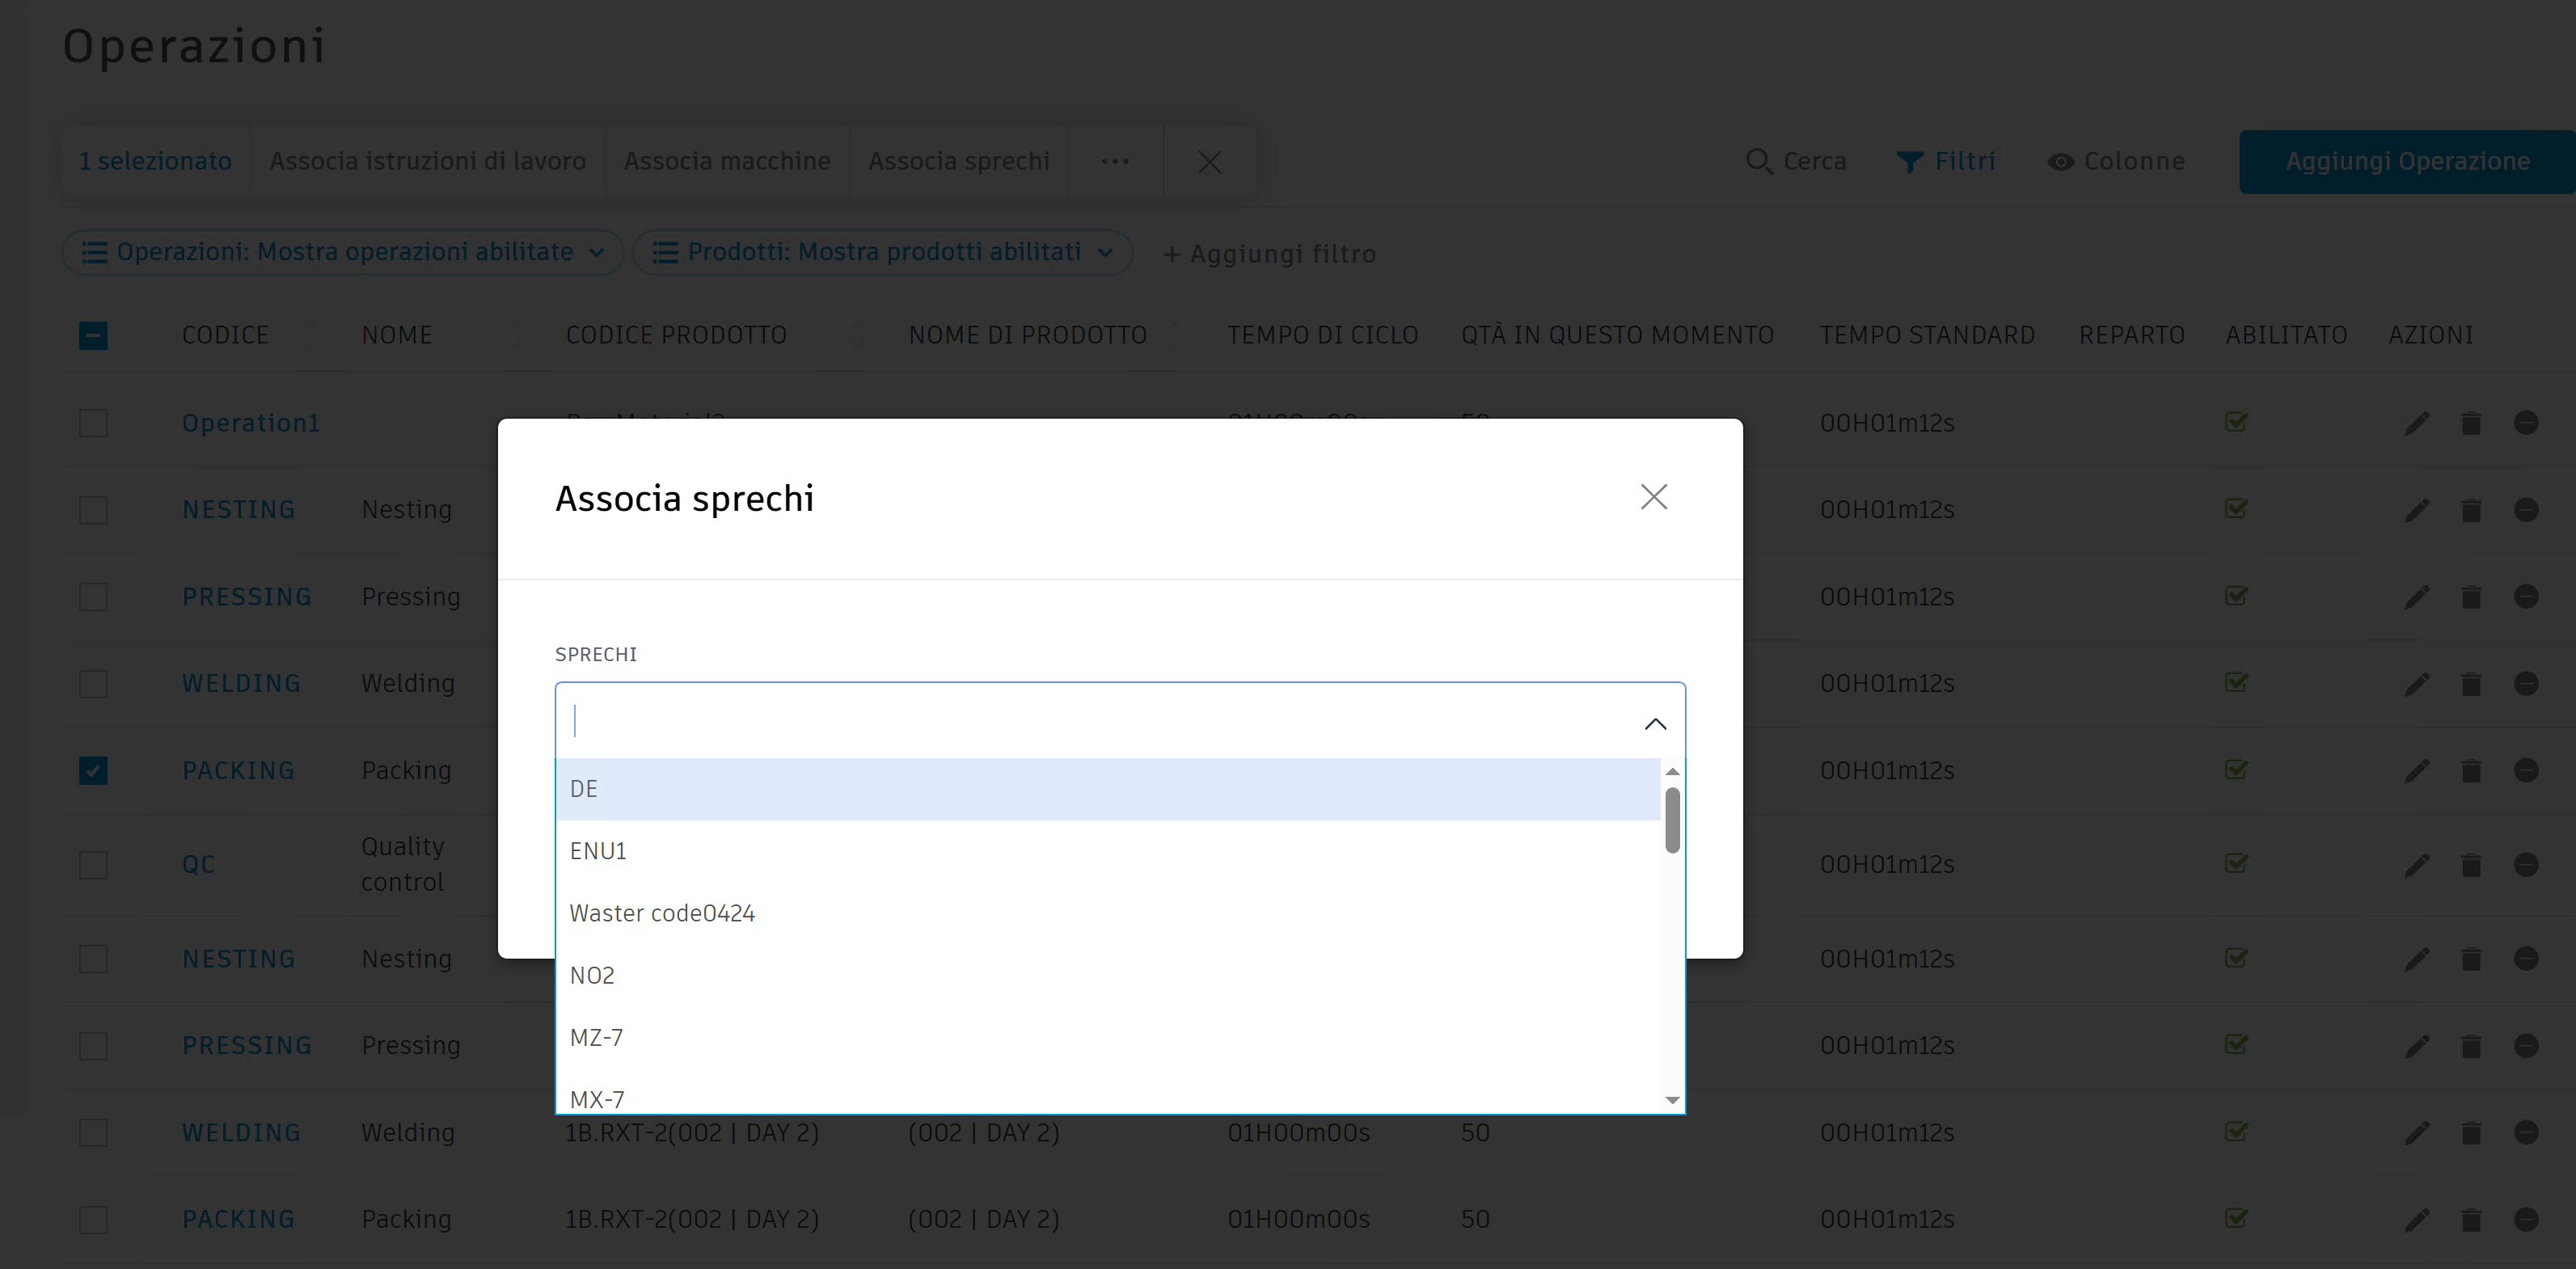 Operazioni
1 selezionato Associa istruzioni di lavoro Associa macchine Associa sprechi ••• Cerca Filtri Colonne Aggiungi Operazione
Operazioni: Mostra operazioni abilitate Prodotti: Mostra prodotti abilitati + Aggiungi filtro
CODICE NOME CODICE PRODOTTO NOME DI PRODOTTO TEMPO DI CICLO QTÀ IN QUESTO MOMENTO TEMPO STANDARD REPARTO ABILITATO AZIONI
Operation1 00H01m12s
NESTING Nesting 00H01m12s
PRESSING Pressing 00H01m12s
WELDING Welding 00H01m12s
PACKING Packing 00H01m12s
QC Quality control 00H01m12s
NESTING Nesting 00H01m12s
PRESSING Pressing 00H01m12s
WELDING Welding 1B.RXT-2(002 | DAY 2) (002 | DAY 2) 01H00m00s 50 00H01m12s
PACKING Packing 1B.RXT-2(002 | DAY 2) (002 | DAY 2) 01H00m00s 50 00H01m12s
Associa sprechi
SPRECHI
DE
ENU1
Waster code0424
NO2
MZ-7
MX-7